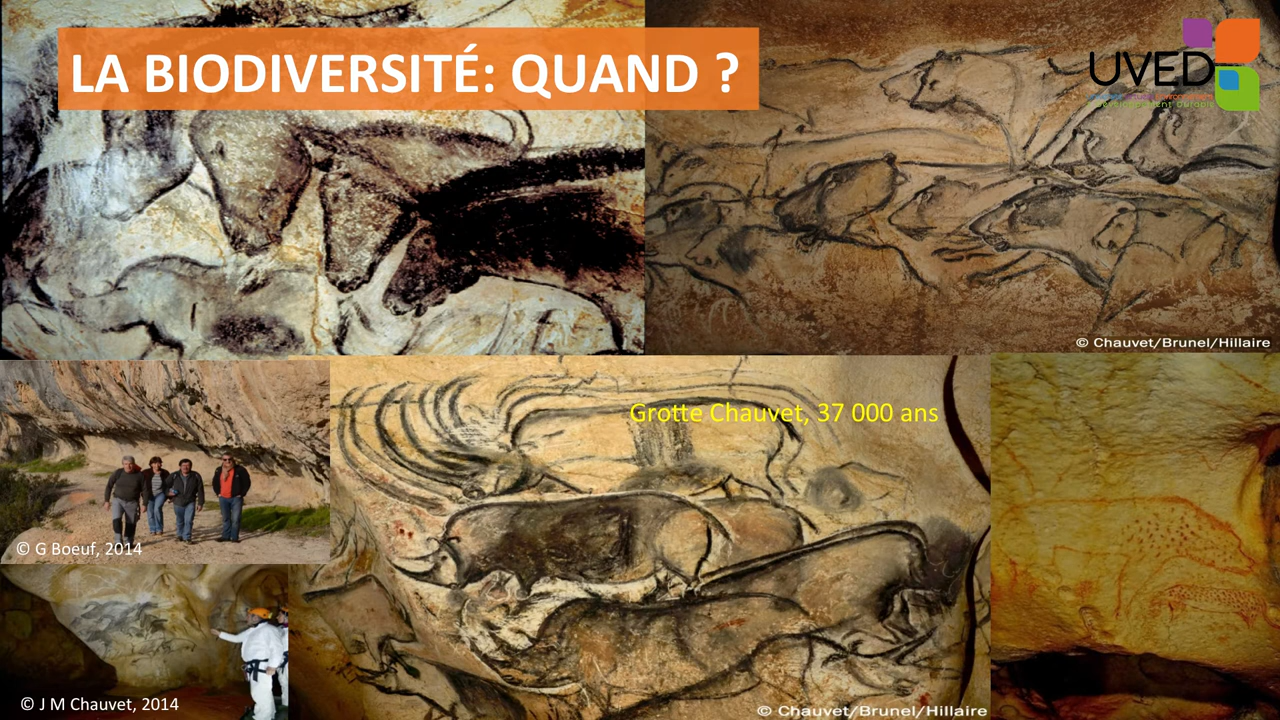 LA BIODIVERSITÉ: QUAND ?
UVED
© Chauvet/Brunel/Hillaire
Grotte Chauvet, 37 000 ans
© G Boeuf, 2014
© J M Chauvet, 2014
© Chauvet/Brunel/Hillaire